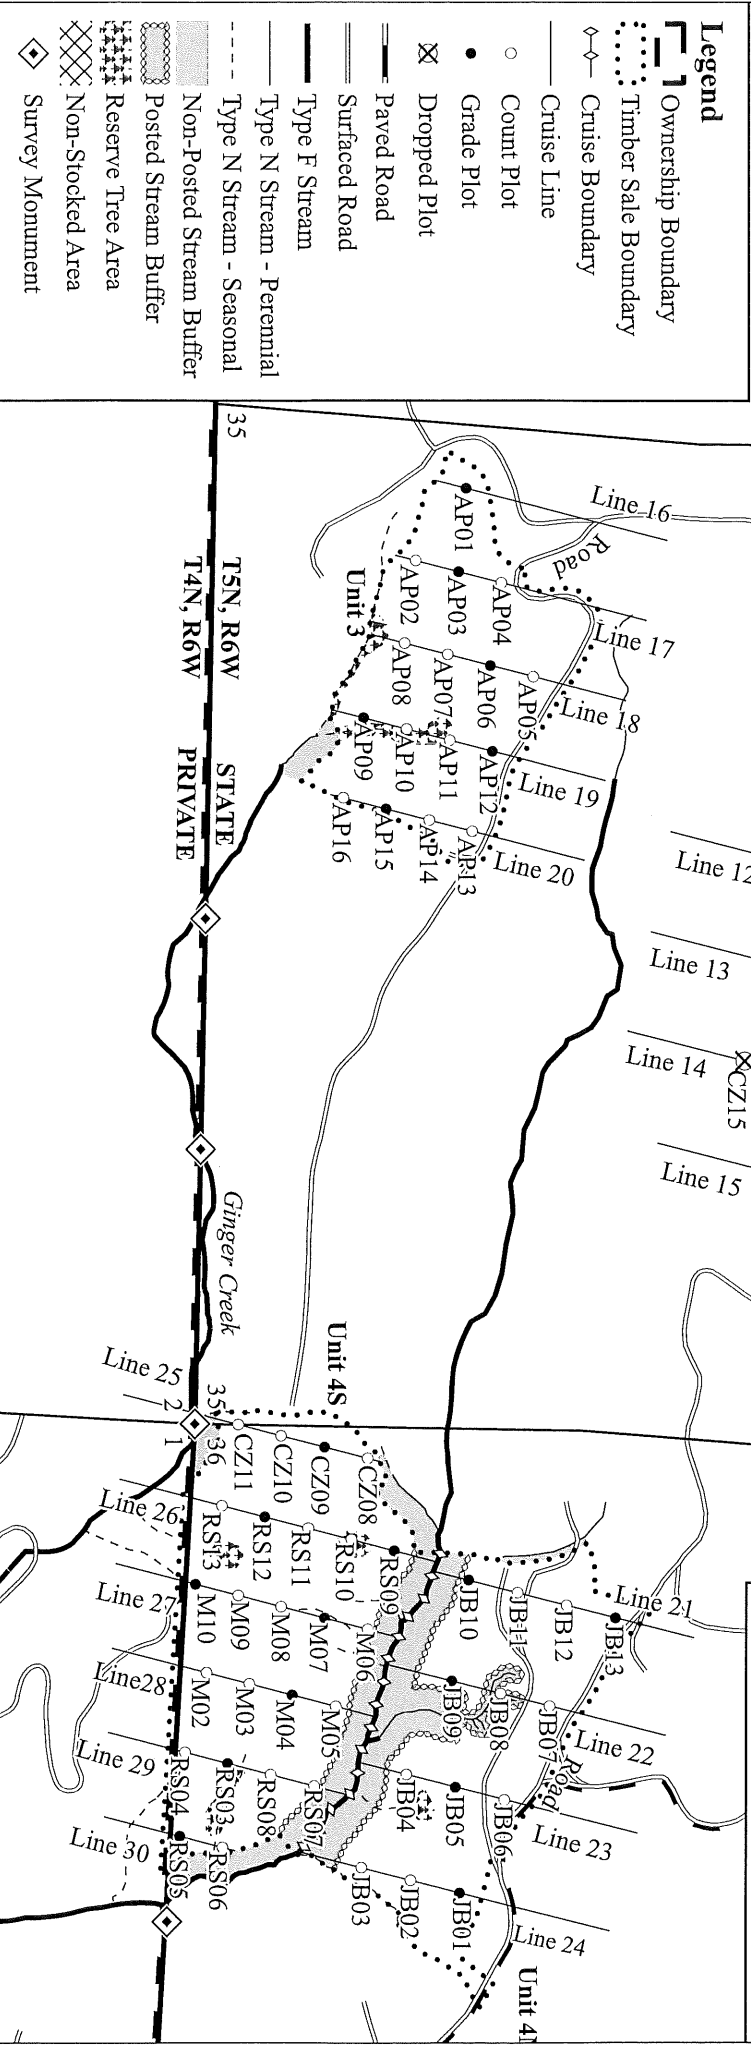 Legend
Ownership Boundary
Timber Sale Boundary
Cruise Boundary
Cruise Line
Count Plot
Grade Plot
Dropped Plot
Paved Road
Surfaced Road
Type F Stream
Type N Stream - Perennial
Type N Stream - Seasonal
Non-Posted Stream Buffer
Posted Stream Buffer
Reserve Tree Area
Non-Stocked Area
Survey Monument
Line 16
Road
Line 17
Line 18
Line 19
Line 20
Line 12
Line 13
Line 14
CZ15
Line 15
AP01
AP04
AP03
AP02
AP05
AP06
AP07
AP08
AP12
AP11
AP10
AP09
AP13
AP14
AP15
AP16
Unit 3
35
T5N, R6W
T4N, R6W
STATE
PRIVATE
Ginger Creek
Unit 4S
Line 25
35
36
2
1
CZ08
CZ09
CZ10
CZ11
Line 26
RS09
RS10
RS11
RS12
RS13
Line 27
M06
M07
M08
M09
M10
Line28
M05
M04
M03
M02
Line 29
RS07
RS08
RS03
RS04
Line 30
RS06
RS05
Line 21
JB13
JB12
JB11
JB10
Line 22
JB07
JB08
JB09
Road
Line 23
JB06
JB05
JB04
Line 24
JB01
JB02
JB03
Unit 4